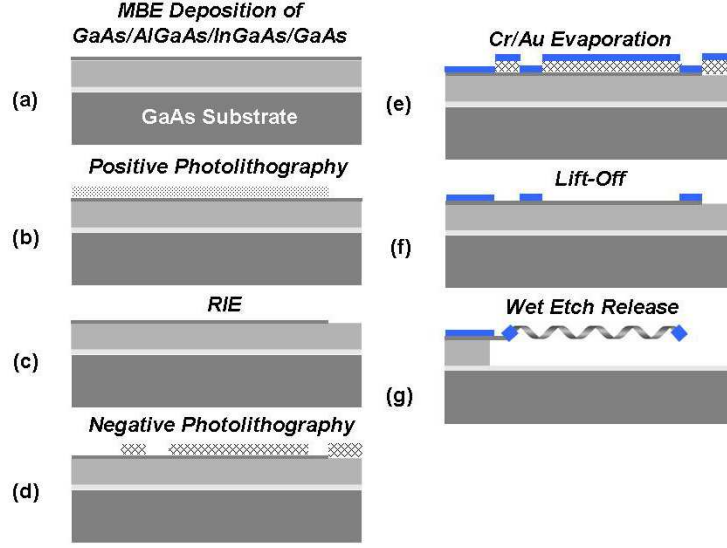 MBE Deposition of
GaAs/AlGaAs/InGaAs/GaAs
(a)
GaAs Substrate
Positive Photolithography
(b)
RIE
(c)
Negative Photolithography
(d)
Cr/Au Evaporation
(e)
Lift-Off
(f)
Wet Etch Release
(g)